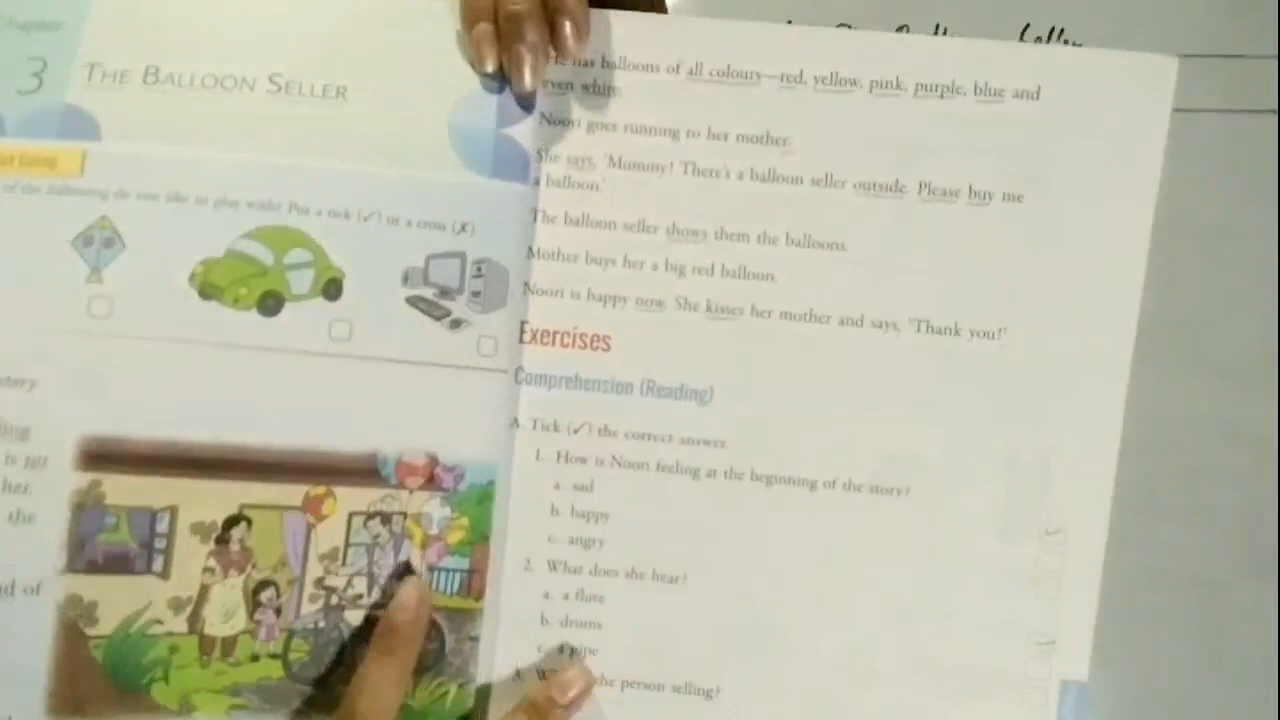 Chapter
3 THE BALLOON SELLER
of the following do you like to play with? Put a tick (✓) or a cross (✗)
story
is
her.
the
d of
He has balloons of all colours—red, yellow, pink, purple, blue and
even white.
Noori goes running to her mother.
She says, 'Mummy! There's a balloon seller outside. Please buy me
a balloon.'
The balloon seller shows them the balloons.
Mother buys her a big red balloon.
Noori is happy now. She kisses her mother and says, 'Thank you!'
Exercises
Comprehension (Reading)
A. Tick (✓) the correct answer.
1. How is Noori feeling at the beginning of the story?
a. sad
b. happy
c. angry
2. What does she hear?
a. a flute
b. drums
c. a pipe
the person selling?